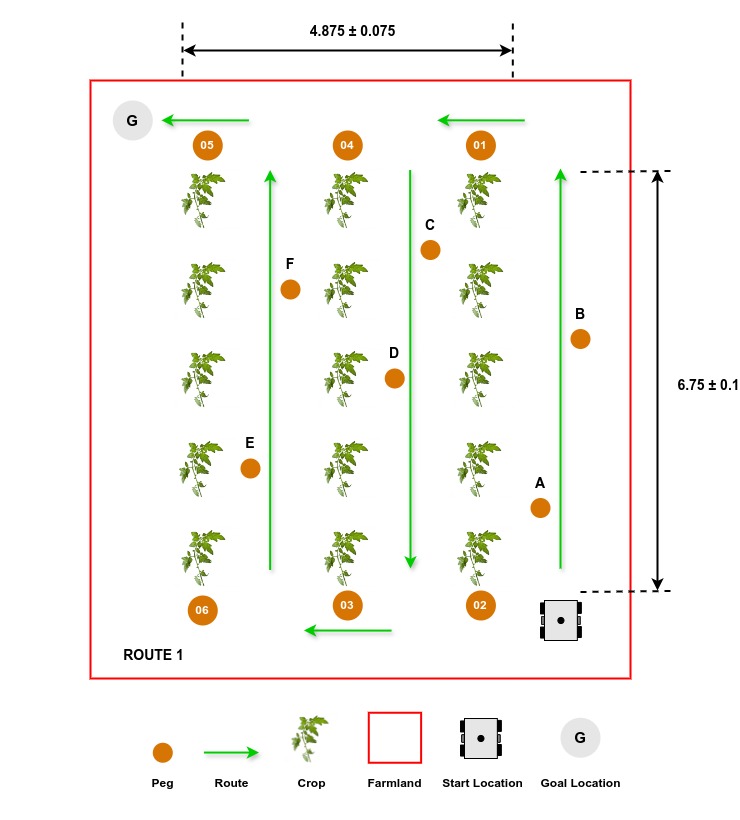 4.875 ± 0.075
G
05
04
01
C
F
B
D
6.75 ± 0.1
E
A
06
03
02
ROUTE 1
G
Peg
Route
Crop
Farmland
Start Location
Goal Location